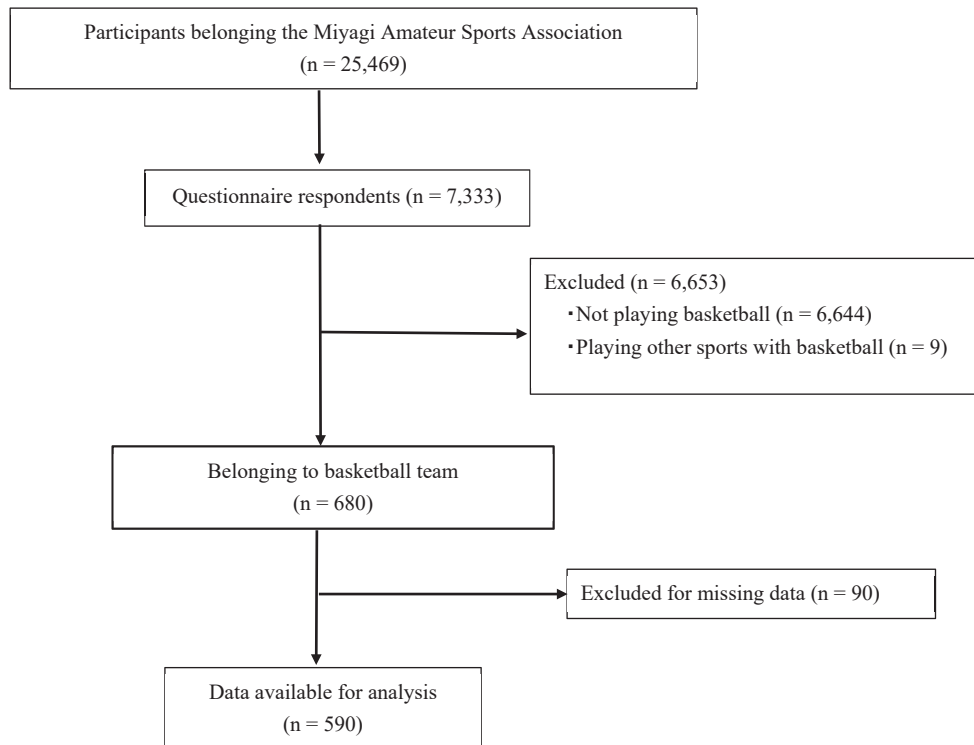 Participants belonging the Miyagi Amateur Sports Association
(n = 25,469)
Questionnaire respondents (n = 7,333)
Excluded (n = 6,653)
・Not playing basketball (n = 6,644)
・Playing other sports with basketball (n = 9)
Belonging to basketball team
(n = 680)
Excluded for missing data (n = 90)
Data available for analysis
(n = 590)